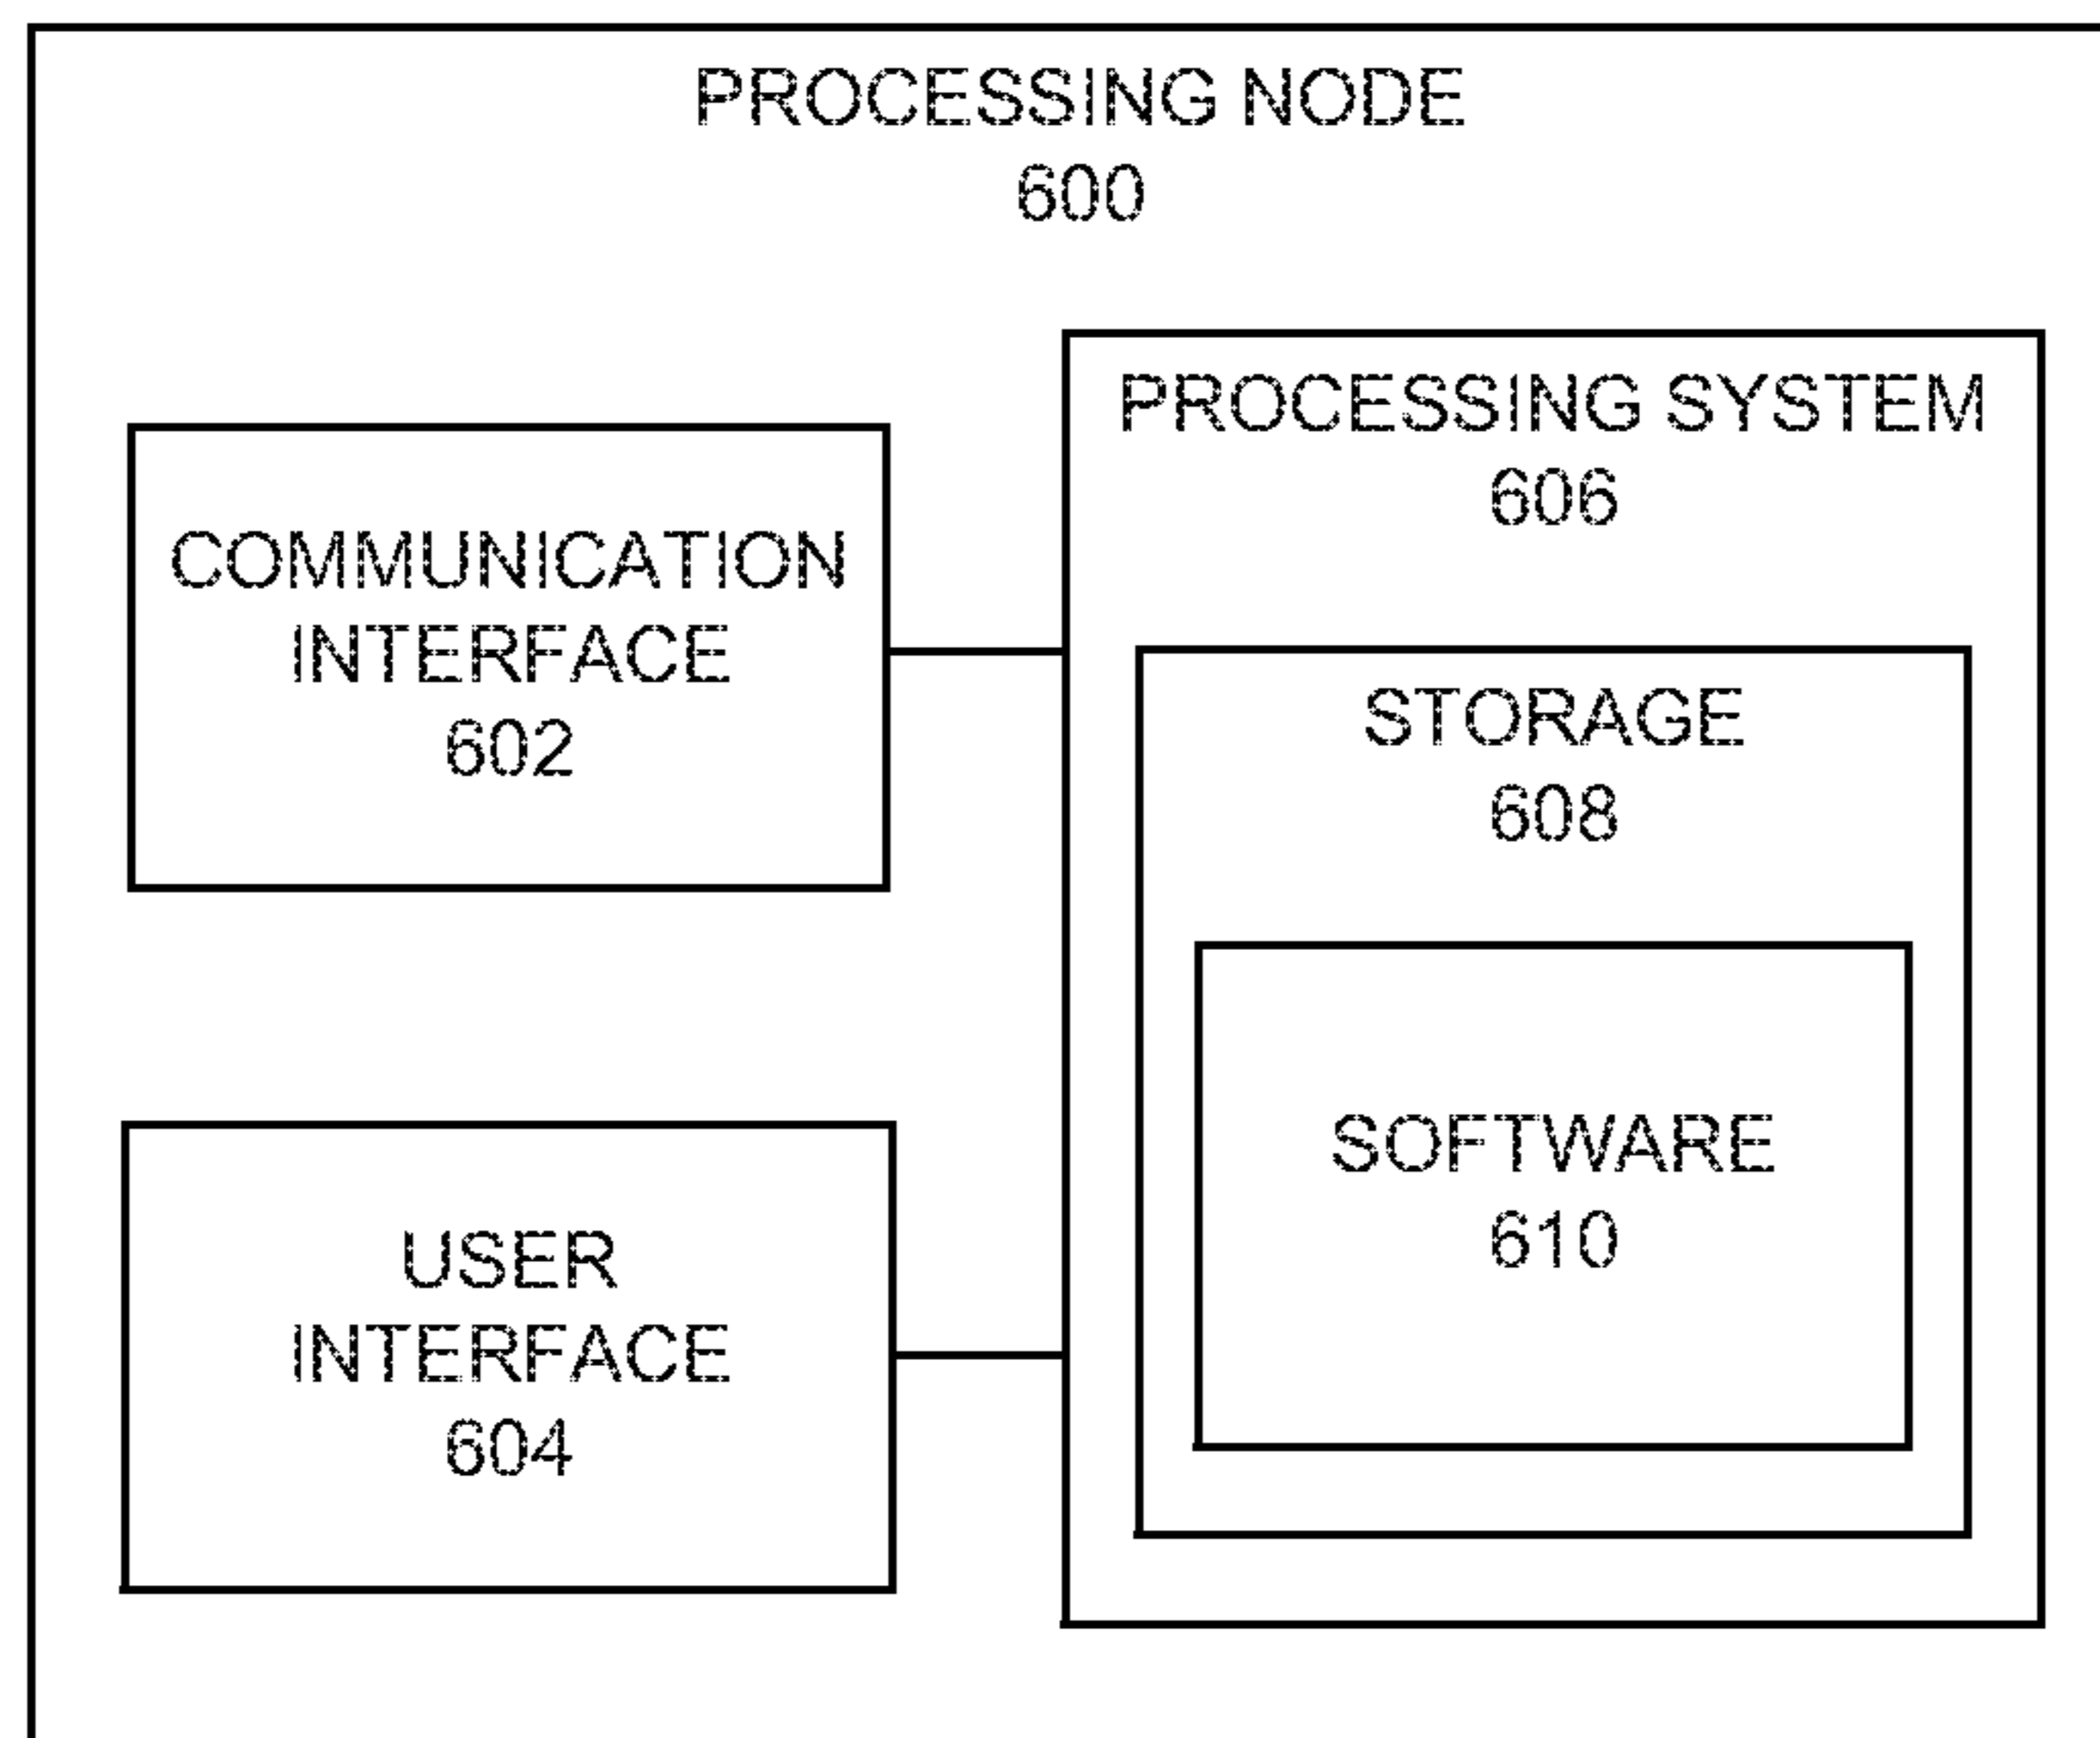 PROCESSING NODE
600
PROCESSING SYSTEM
606
COMMUNICATION
INTERFACE
602
STORAGE
608
SOFTWARE
610
USER
INTERFACE
604